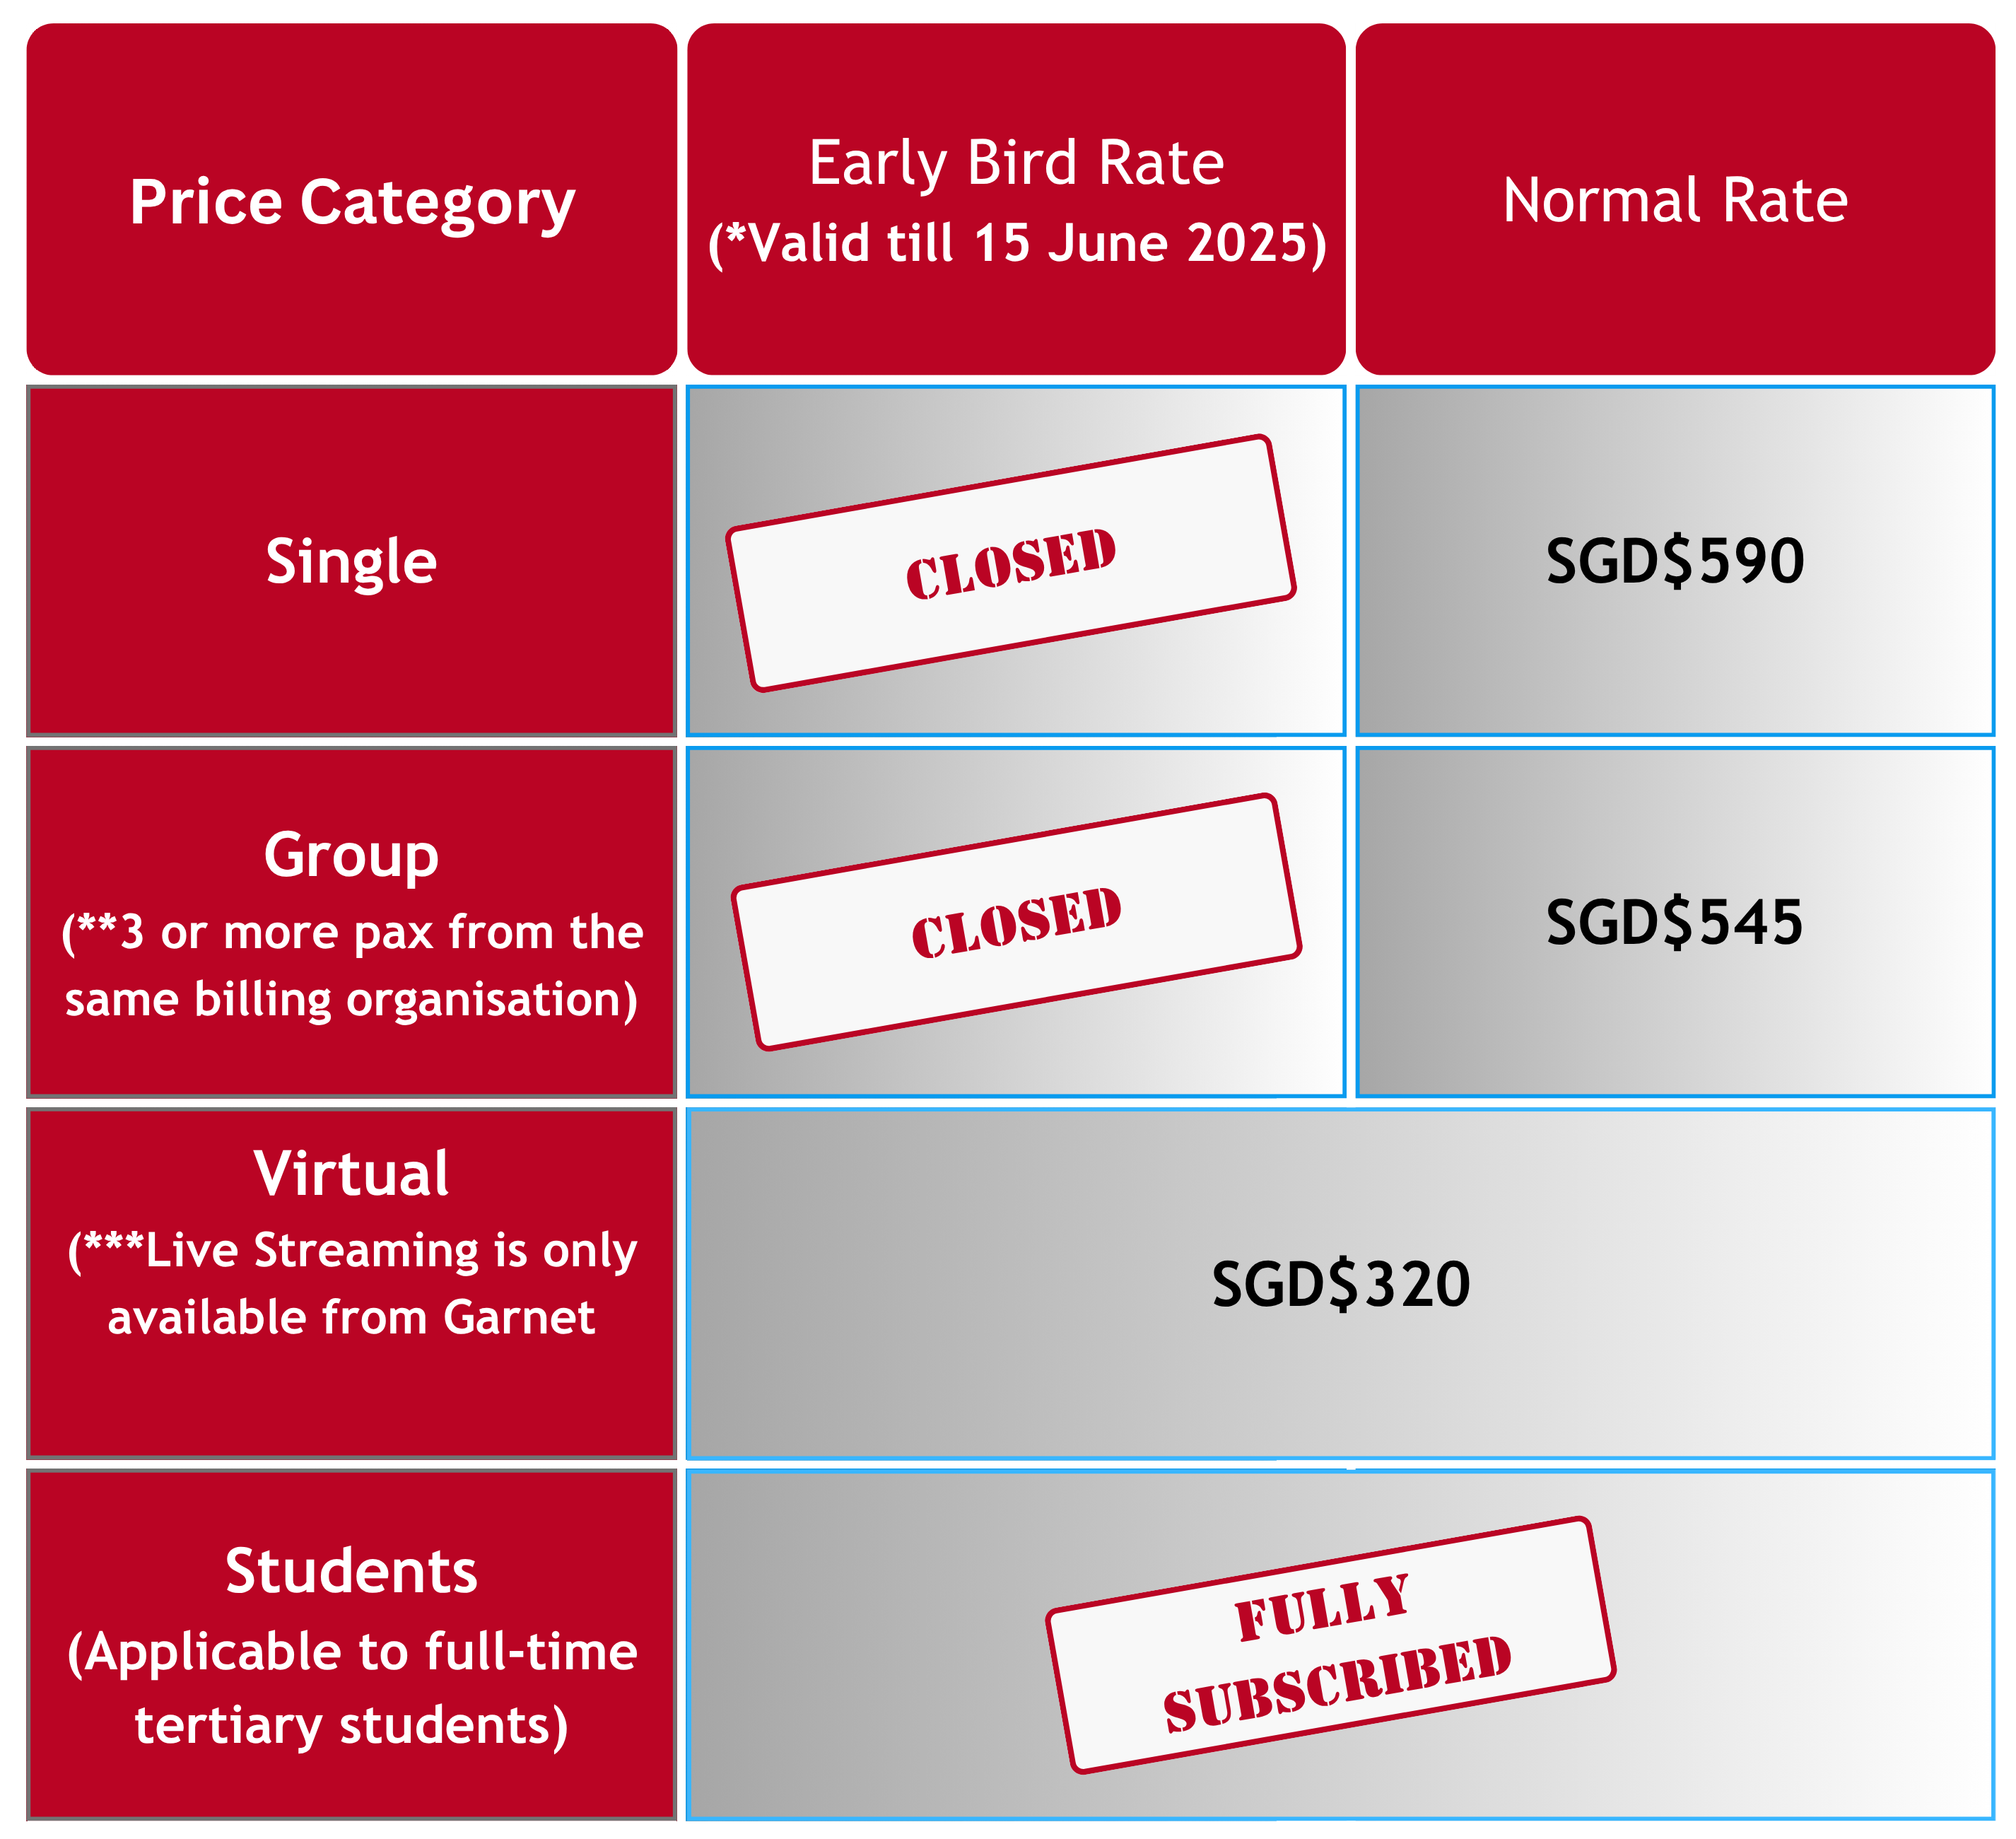 Price Category
Early Bird Rate
(*Valid till 15 June 2025)
Normal Rate
Single
CLOSED
SGD$590
Group
(**3 or more pax from the
same billing organisation)
CLOSED
SGD$545
Virtual
(***Live Streaming is only
available from Garnet
SGD$320
Students
(Applicable to full-time
tertiary students)
FULLY
SUBSCRIBED